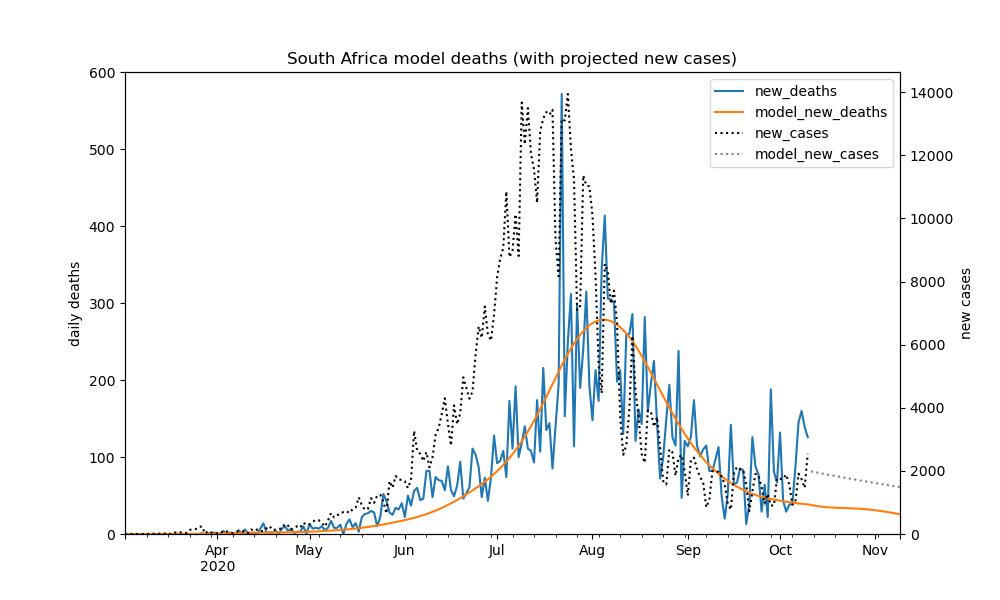 South Africa model deaths (with projected new cases)
600
500
400
300
200
100
0
daily deaths
14000
12000
10000
8000
6000
4000
2000
0
new cases
new_deaths
model_new_deaths
new_cases
model_new_cases
Apr
2020
May
Jun
Jul
Aug
Sep
Oct
Nov